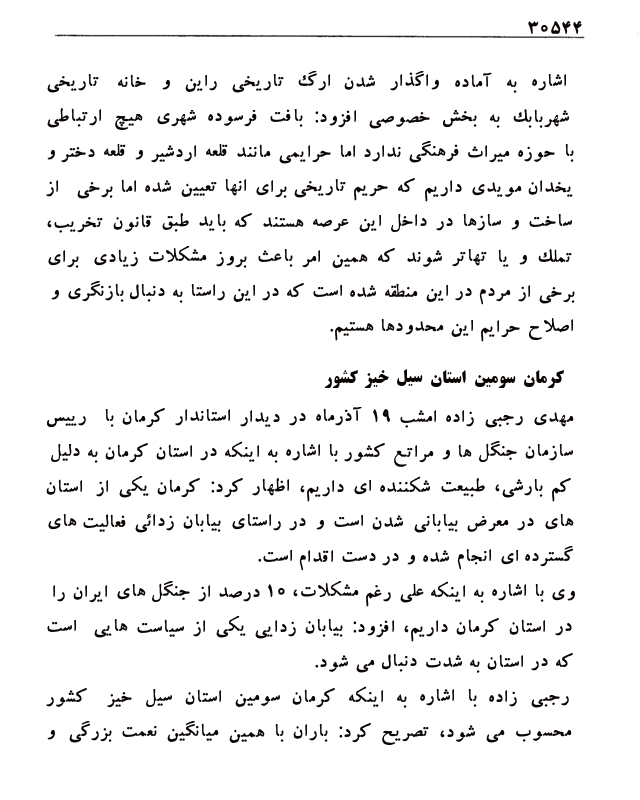 ۳۰۵۴۴
اشاره به آماده واگذار شدن ارگ تاریخی راین و خانه تاریخی
شهربابك به بخش خصوصی افزود: بافت فرسوده شهری هیچ ارتباطی
با حوزه میراث فرهنگی ندارد اما حرایمی مانند قلعه اردشیر و قلعه دختر و
یخدان مویدی داریم که حریم تاریخی برای انها تعیین شده اما برخی از
ساخت و سازها در داخل این عرصه هستند که باید طبق قانون تخریب،
تملك و یا تهاتر شوند که همین امر باعث بروز مشکلات زیادی برای
برخی از مردم در این منطقه شده است که در این راستا به دنبال بازنگری و
اصلاح حرایم این محدودها هستیم.
کرمان سومین استان سیل خیز کشور
مهدی رجبی زاده امشب ۱۹ آذرماه در دیدار استاندار کرمان با رییس
سازمان جنگل ها و مراتع کشور با اشاره به اینکه در استان کرمان به دلیل
کم بارشی، طبیعت شکننده ای داریم، اظهار کرد: کرمان یکی از استان
های در معرض بیابانی شدن است و در راستای بیابان زدائی فعالیت های
گسترده ای انجام شده و در دست اقدام است.
وی با اشاره به اینکه علی رغم مشکلات، ۱۰ درصد از جنگل های ایران را
در استان کرمان داریم، افزود: بیابان زدایی یکی از سیاست هایی است
که در استان به شدت دنبال می شود.
رجبی زاده با اشاره به اینکه کرمان سومین استان سیل خیز کشور
محسوب می شود، تصریح کرد: باران با همین میانگین نعمت بزرگی و